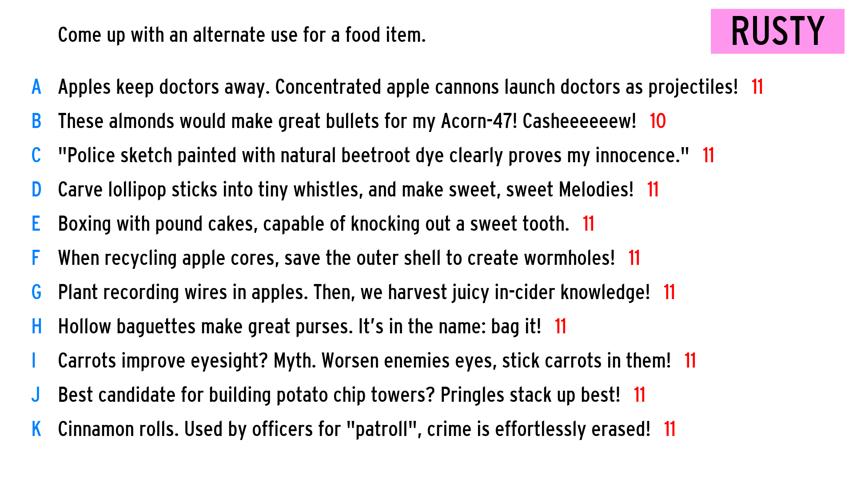 Come up with an alternate use for a food item.
RUSTY
A Apples keep doctors away. Concentrated apple cannons launch doctors as projectiles! 11
B These almonds would make great bullets for my Acorn-47! Casheeeeeew! 10
C "Police sketch painted with natural beetroot dye clearly proves my innocence." 11
D Carve lollipop sticks into tiny whistles, and make sweet, sweet Melodies! 11
E Boxing with pound cakes, capable of knocking out a sweet tooth. 11
F When recycling apple cores, save the outer shell to create wormholes! 11
G Plant recording wires in apples. Then, we harvest juicy in-cider knowledge! 11
H Hollow baguettes make great purses. It's in the name: bag it! 11
I Carrots improve eyesight? Myth. Worsen enemies eyes, stick carrots in them! 11
J Best candidate for building potato chip towers? Pringles stack up best! 11
K Cinnamon rolls. Used by officers for "patroll", crime is effortlessly erased! 11